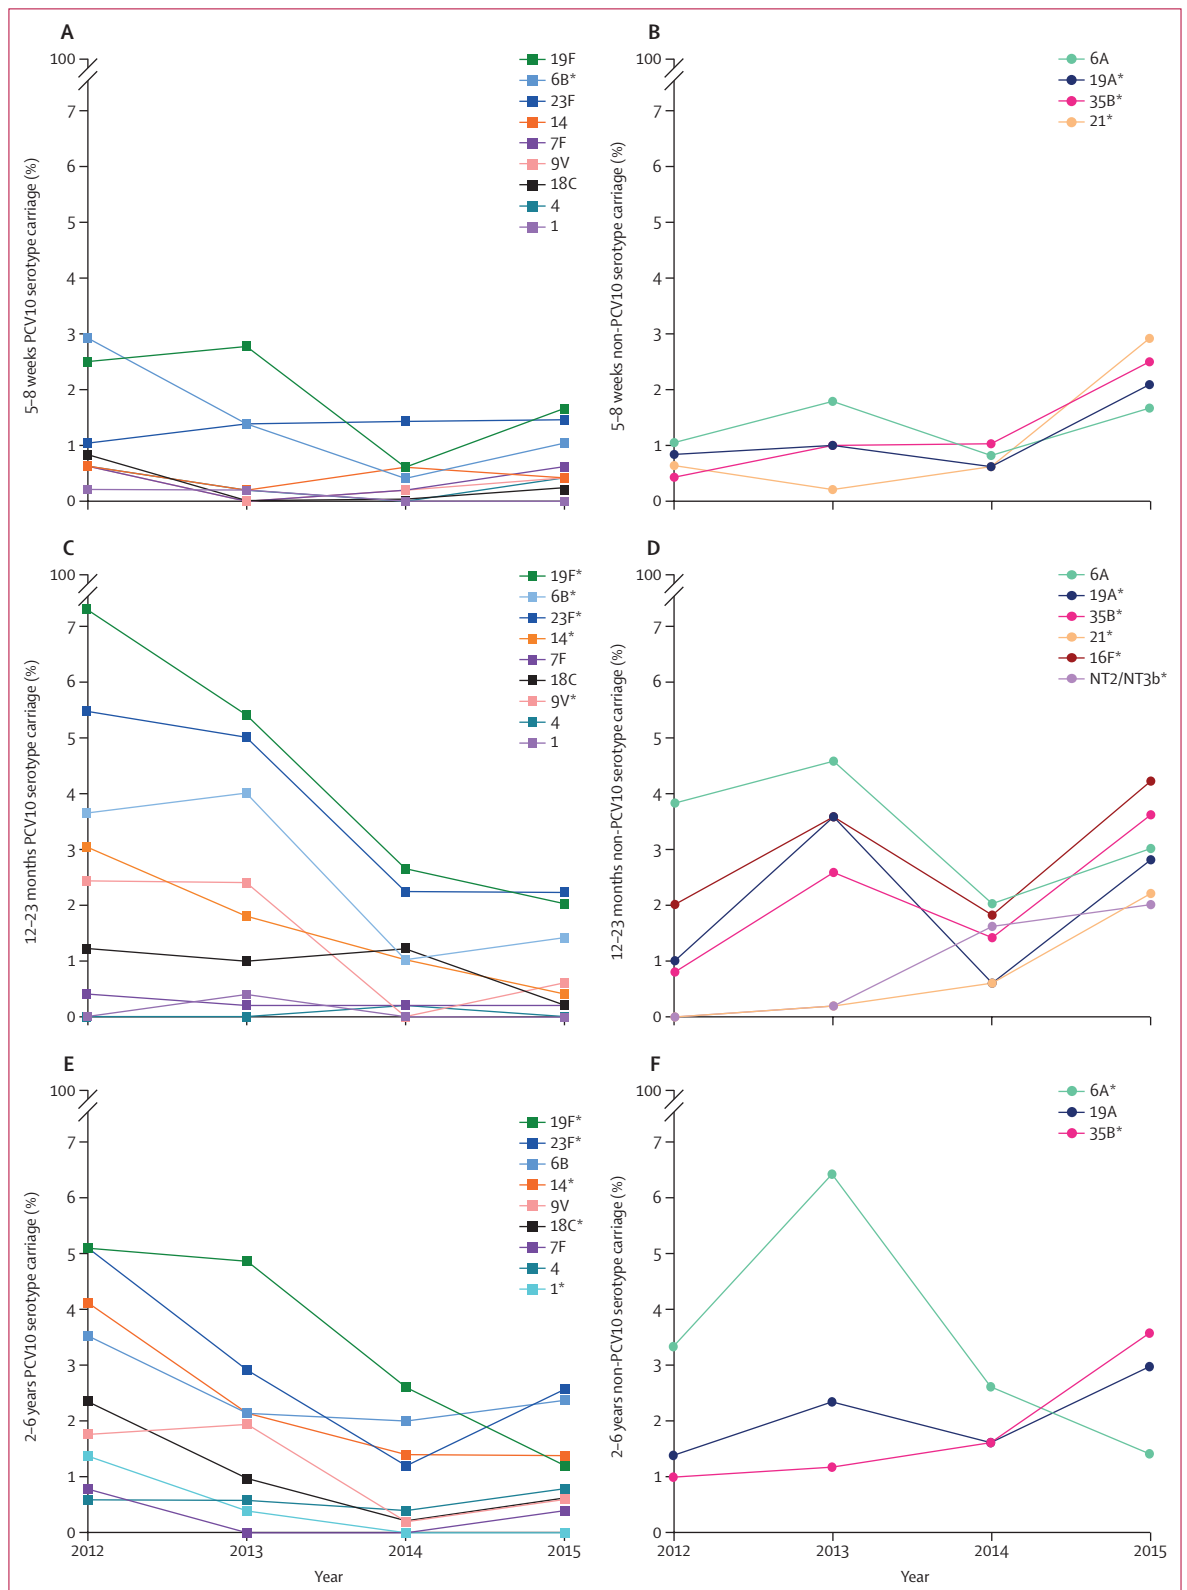 A
5–8 weeks PCV10 serotype carriage (%)
100
7
6
5
4
3
2
1
0
19F
6B*
23F
14
7F
9V
18C
4
1
B
5–8 weeks non-PCV10 serotype carriage (%)
100
7
6
5
4
3
2
1
0
6A
19A*
35B*
21*
C
12–23 months PCV10 serotype carriage (%)
100
7
6
5
4
3
2
1
0
19F*
6B*
23F*
14*
7F
18C
9V*
4
1
D
12–23 months non-PCV10 serotype carriage (%)
100
7
6
5
4
3
2
1
0
6A
19A*
35B*
21*
16F*
NT2/NT3b*
E
2–6 years PCV10 serotype carriage (%)
100
7
6
5
4
3
2
1
0
19F*
23F*
6B
14*
9V
18C*
7F
4
1*
2012 2013 2014 2015
Year
F
2–6 years non-PCV10 serotype carriage (%)
100
7
6
5
4
3
2
1
0
6A*
19A
35B*
2012 2013 2014 2015
Year